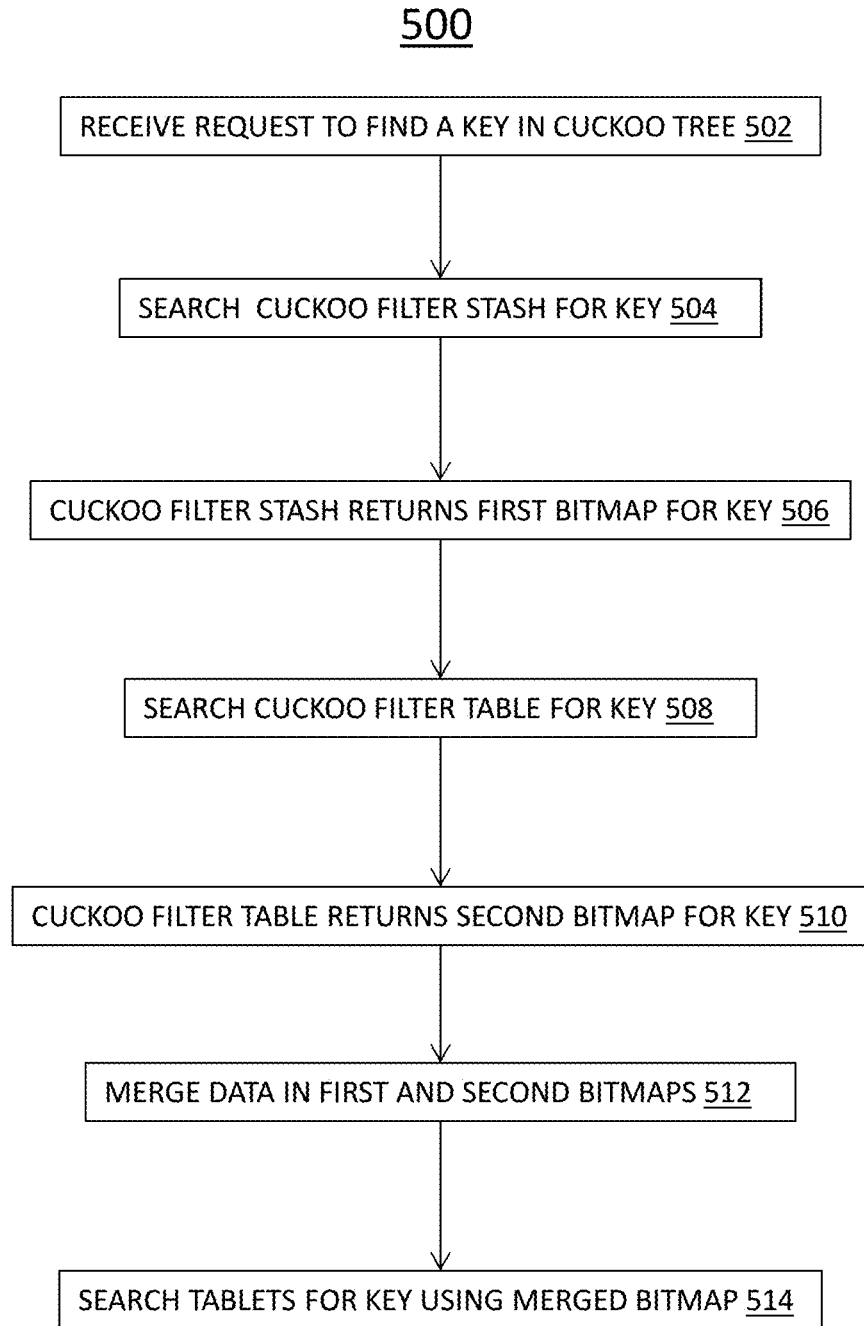 500
RECEIVE REQUEST TO FIND A KEY IN CUCKOO TREE 502
SEARCH CUCKOO FILTER STASH FOR KEY 504
CUCKOO FILTER STASH RETURNS FIRST BITMAP FOR KEY 506
SEARCH CUCKOO FILTER TABLE FOR KEY 508
CUCKOO FILTER TABLE RETURNS SECOND BITMAP FOR KEY 510
MERGE DATA IN FIRST AND SECOND BITMAPS 512
SEARCH TABLETS FOR KEY USING MERGED BITMAP 514